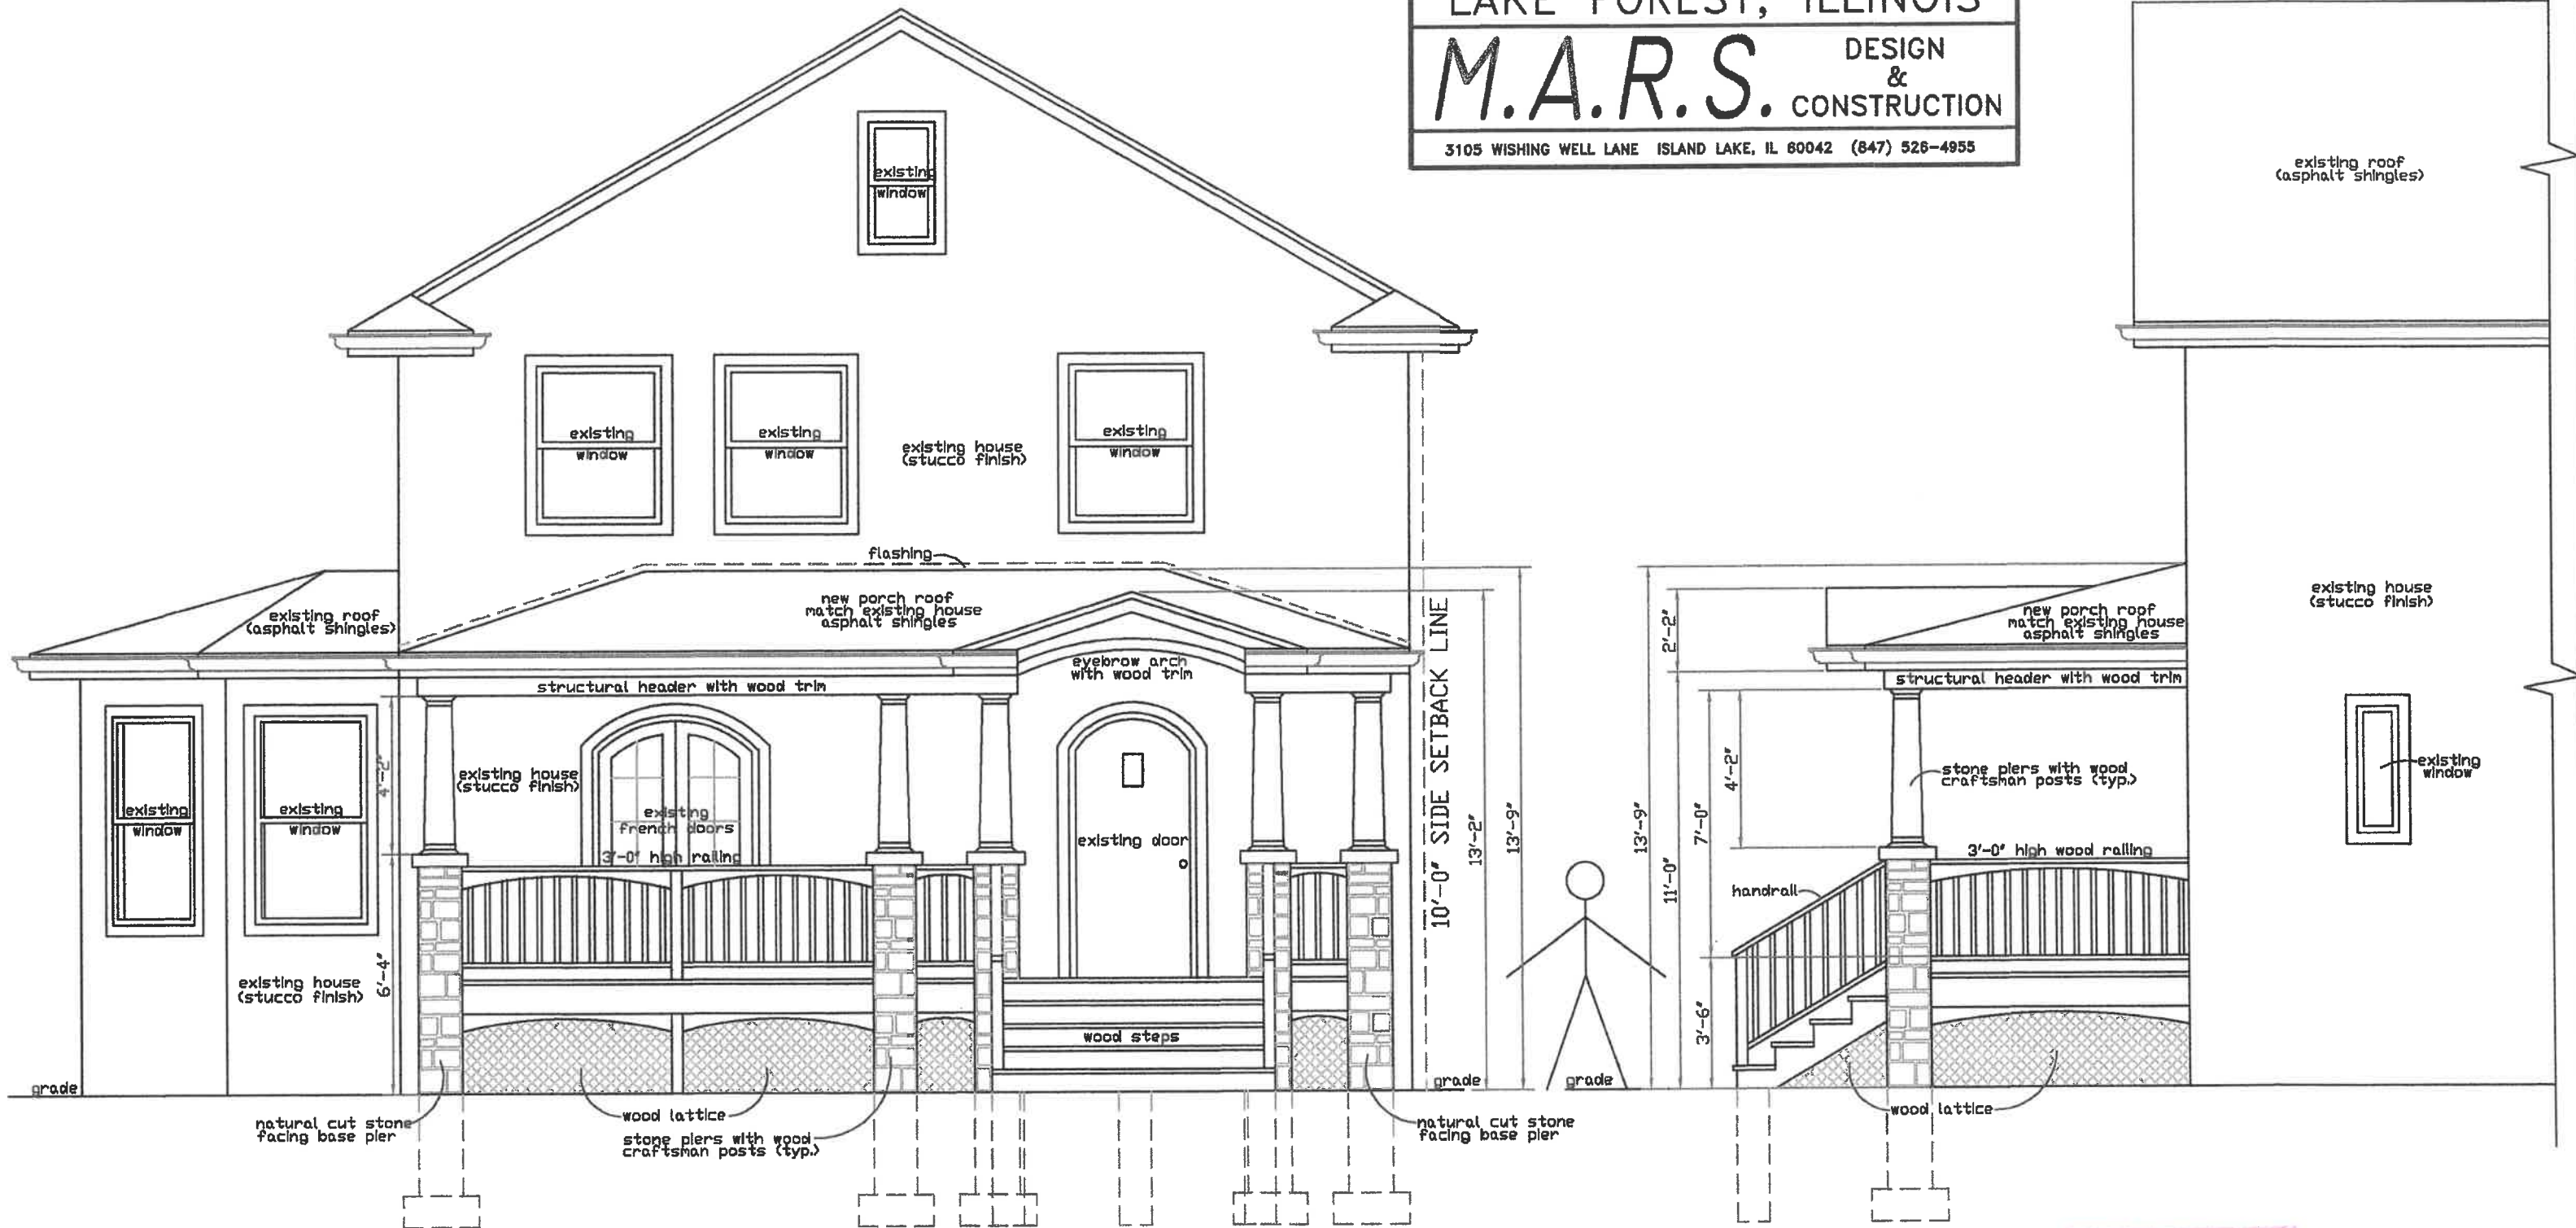 LAKE FOREST, ILLINOIS
M.A.R.S.
DESIGN
&
CONSTRUCTION
3105 WISHING WELL LANE ISLAND LAKE, IL 60042 (847) 526-4955
existing
window
existing roof
(asphalt shingles)
existing
window
existing
window
existing house
(stucco finish)
existing
window
flashing
existing roof
(asphalt shingles)
new porch roof
match existing house
asphalt shingles
eyebrow arch
with wood trim
structural header with wood trim
10'-0" SIDE SETBACK LINE
13'-2"
13'-9"
13'-9"
11'-0"
2'-2"
7'-0"
4'-2"
3'-6"
new porch roof
match existing house
asphalt shingles
structural header with wood trim
existing house
(stucco finish)
existing
window
existing
window
4'-2"
6'-4"
existing house
(stucco finish)
existing
french doors
3'-0" high railing
existing door
stone piers with wood
craftsman posts (typ.)
existing
window
3'-0" high wood railing
handrail
existing house
(stucco finish)
wood steps
grade
grade
grade
natural cut stone
facing base pier
wood lattice
stone piers with wood
craftsman posts (typ.)
natural cut stone
facing base pier
wood lattice